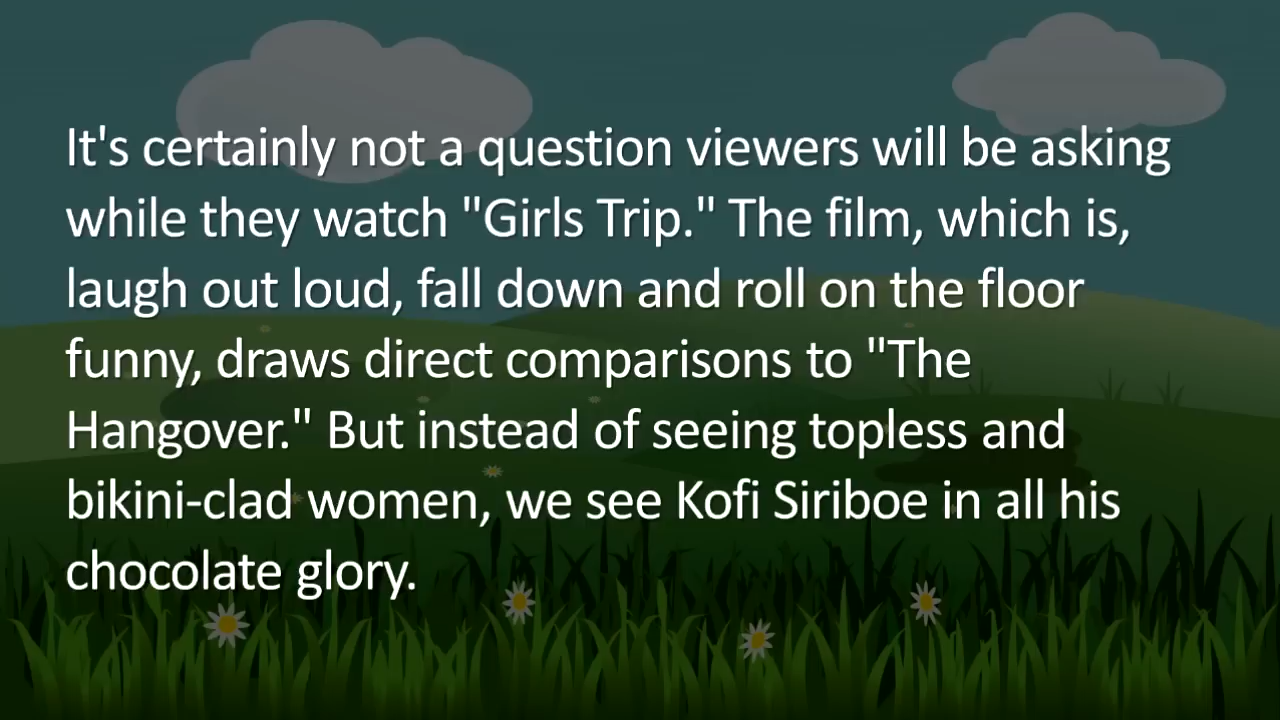 It's certainly not a question viewers will be asking
while they watch "Girls Trip." The film, which is,
laugh out loud, fall down and roll on the floor
funny, draws direct comparisons to "The
Hangover." But instead of seeing topless and
bikini-clad women, we see Kofi Siriboe in all his
chocolate glory.